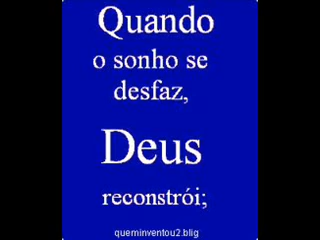 Quando
o sonho se
desfaz,
Deus
reconstrói;
queminventou2.blig